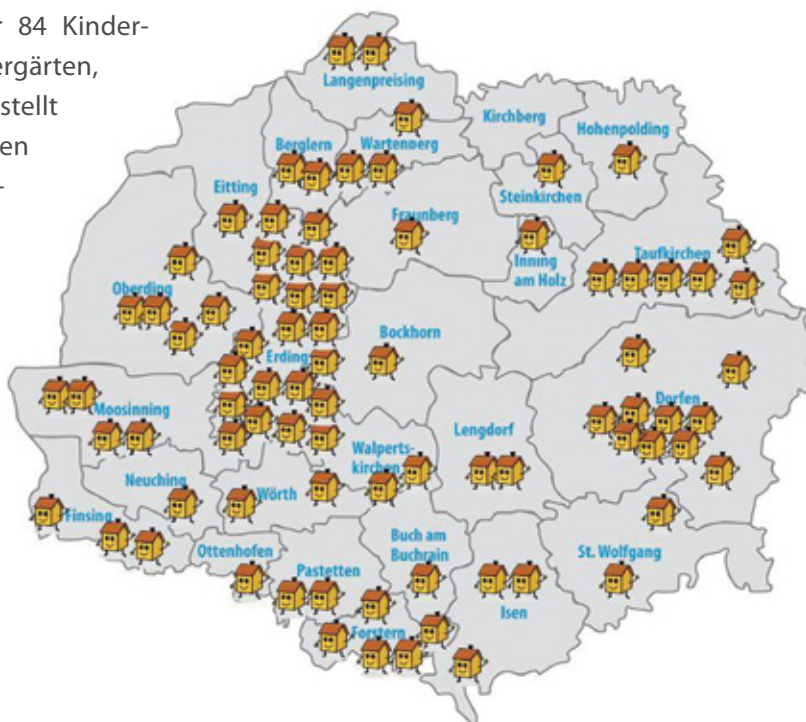 r 84 Kinder-
ergärten,
stellt
en
-
Langenpreising
Kirchberg
Hohenpolding
Berglern
Wartenberg
Eitting
Steinkirchen
Fraunberg
Inning
am Holz
Taufkirchen
Oberding
Bockhorn
Erding
Moosinning
Dorfen
Walperts-
kirchen
Lengdorf
Neuching
Wörth
Finsing
Ottenhofen
Buch am
Buchrain
St. Wolfgang
Pastetten
Isen
Forstern